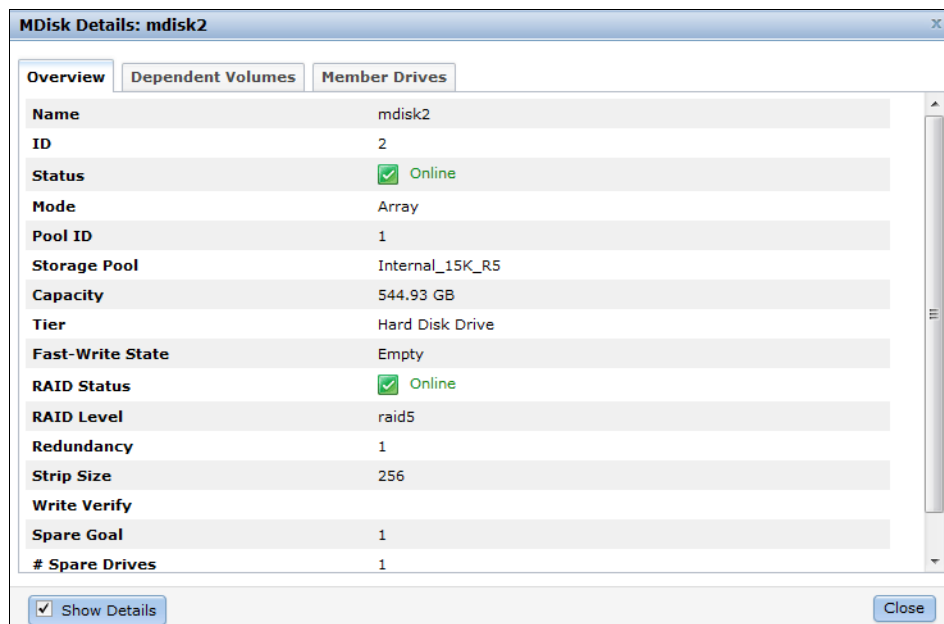 MDisk Details: mdisk2 x
Overview Dependent Volumes Member Drives
Name mdisk2
ID 2
Status Online
Mode Array
Pool ID 1
Storage Pool Internal_15K_R5
Capacity 544.93 GB
Tier Hard Disk Drive
Fast-Write State Empty
RAID Status Online
RAID Level raid5
Redundancy 1
Strip Size 256
Write Verify
Spare Goal 1
# Spare Drives 1
Show Details Close